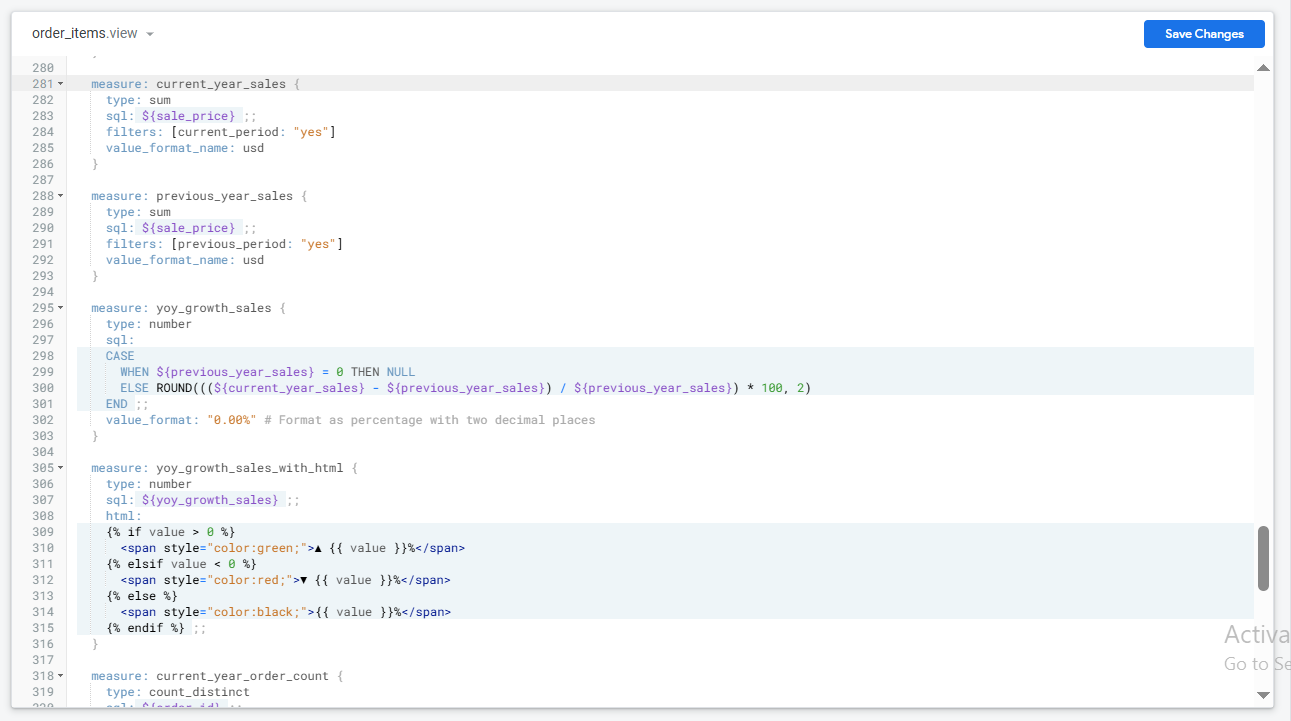 order_items.view
Save Changes
280
281 measure: current_year_sales {
282 type: sum
283 sql: ${sale_price} ;;
284 filters: [current_period: "yes"]
285 value_format_name: usd
286 }
287
288 measure: previous_year_sales {
289 type: sum
290 sql: ${sale_price} ;;
291 filters: [previous_period: "yes"]
292 value_format_name: usd
293 }
294
295 measure: yoy_growth_sales {
296 type: number
297 sql:
298 CASE
299 WHEN ${previous_year_sales} = 0 THEN NULL
300 ELSE ROUND(((${current_year_sales} - ${previous_year_sales}) / ${previous_year_sales}) * 100, 2)
301 END ;;
302 value_format: "0.00%" # Format as percentage with two decimal places
303 }
304
305 measure: yoy_growth_sales_with_html {
306 type: number
307 sql: ${yoy_growth_sales} ;;
308 html:
309 {% if value > 0 %}
310 <span style="color:green;">▲ {{ value }}%</span>
311 {% elsif value < 0 %}
312 <span style="color:red;">▼ {{ value }}%</span>
313 {% else %}
314 <span style="color:black;">{{ value }}%</span>
315 {% endif %} ;;
316 }
317
318 measure: current_year_order_count {
319 type: count_distinct
320 sql: ${order_id} ;;
Activa
Go to Se